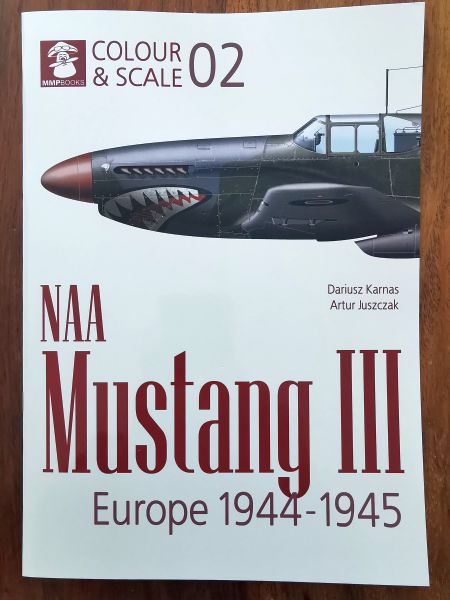 MMPBOOKS
COLOUR
& SCALE 02
Dariusz Karnas
Artur Juszczak
NAA
Mustang III
Europe 1944-1945